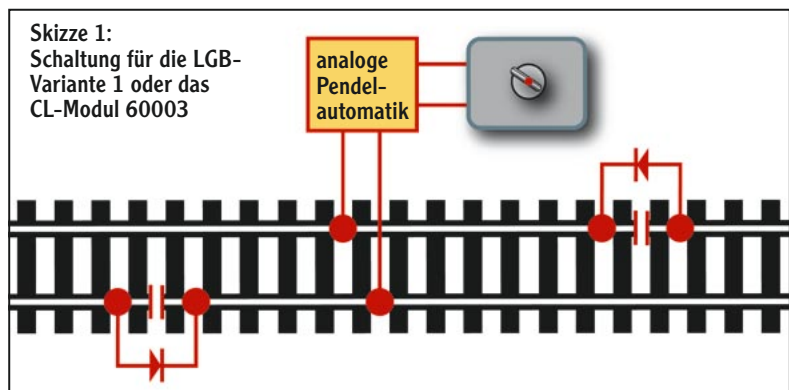 Skizze 1:
Schaltung für die LGB-
Variante 1 oder das
CL-Modul 60003
analoge
Pendel-
automatik